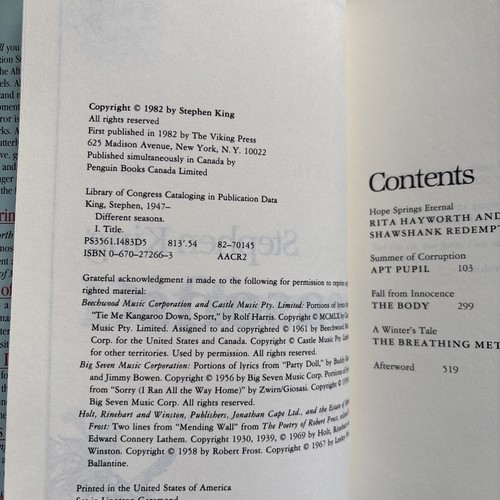 Copyright © 1982 by Stephen King
All rights reserved
First published in 1982 by The Viking Press
625 Madison Avenue, New York, N.Y. 10022
Published simultaneously in Canada by
Penguin Books Canada Limited
Library of Congress Cataloging in Publication Data
King, Stephen, 1947–
Different seasons.
I. Title.
PS3561.I483D5 813'.54 82–70145
ISBN 0–670–27266–3 AACR2
Grateful acknowledgment is made to the following for permission to reprint
righted material:
Beechwood Music Corporation and Castle Music Pty. Limited: Portions of lyrics
"Tie Me Kangaroo Down, Sport," by Rolf Harris. Copyright © MCMLX by
Music Pty. Limited. Assigned to and copyrighted © 1961 by Beechwood
Corp. for the United States and Canada. Copyright © Castle Music Pty.
for other territories. Used by permission. All rights reserved.
Big Seven Music Corporation: Portions of lyrics from "Party Doll," by Buddy
and Jimmy Bowen. Copyright © 1956 by Big Seven Music Corp. Portions of
from "Sorry (I Ran All the Way Home)" by Zwirn/Giosasi. Copyright ©
Big Seven Music Corp. All rights reserved.
Holt, Rinehart and Winston, Publishers, Jonathan Cape Ltd., and the Estate of
Frost: Two lines from "Mending Wall" from The Poetry of Robert Frost,
Edward Connery Lathem. Copyright 1930, 1939, © 1969 by Holt, Rinehart
Winston. Copyright © 1958 by Robert Frost. Copyright © 1967 by
Ballantine.
Printed in the United States of America
Contents
Hope Springs Eternal
RITA HAYWORTH AND
SHAWSHANK REDEMPT
Summer of Corruption
APT PUPIL 103
Fall from Innocence
THE BODY 299
A Winter's Tale
THE BREATHING MET
Afterword 519